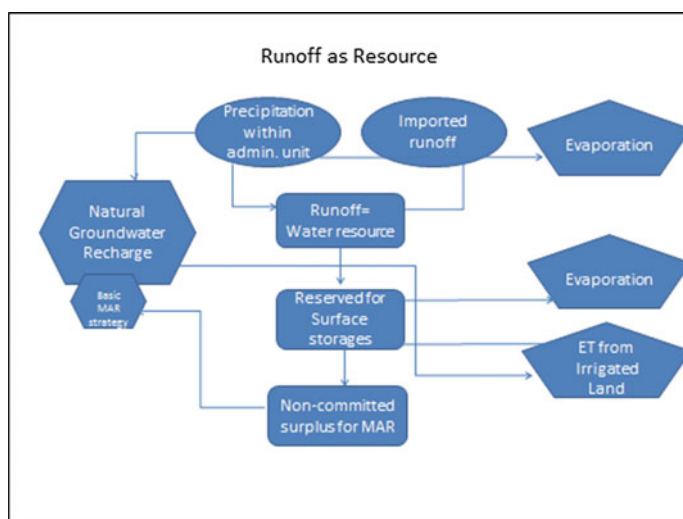 Runoff as Resource
Precipitation
within
admin. unit
Imported
runoff
Evaporation
Natural
Groundwater
Recharge
Runoff=
Water resource
Basic
MAR
strategy
Reserved for
Surface
storages
Evaporation
ET from
Irrigated
Land
Non-committed
surplus for MAR